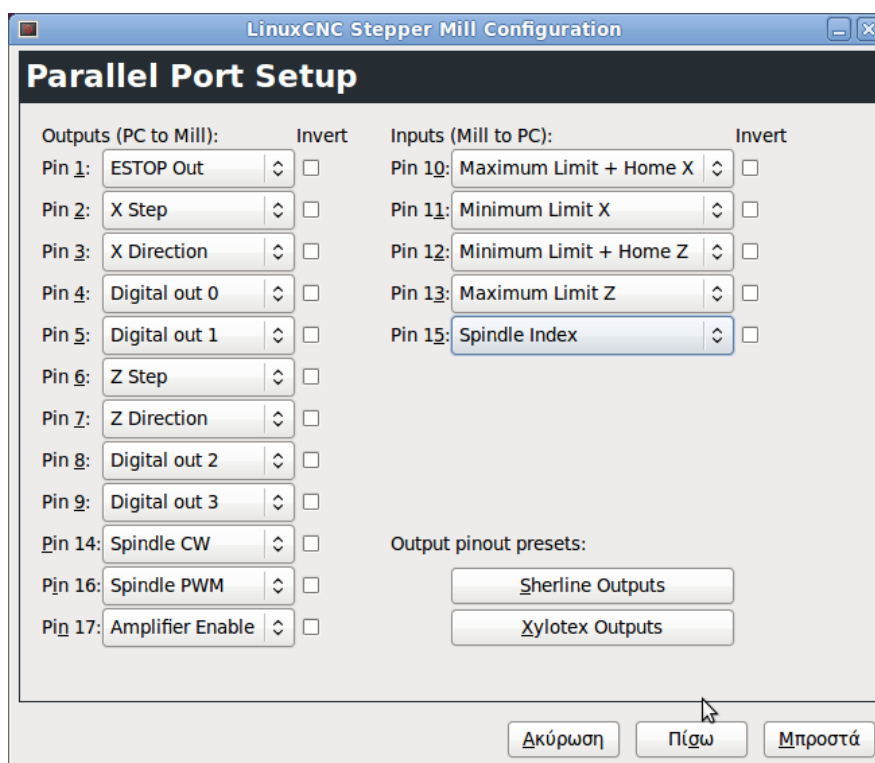 LinuxCNC Stepper Mill Configuration
Parallel Port Setup
Outputs (PC to Mill): Invert Inputs (Mill to PC): Invert
Pin 1: ESTOP Out Pin 10: Maximum Limit + Home X
Pin 2: X Step Pin 11: Minimum Limit X
Pin 3: X Direction Pin 12: Minimum Limit + Home Z
Pin 4: Digital out 0 Pin 13: Maximum Limit Z
Pin 5: Digital out 1 Pin 15: Spindle Index
Pin 6: Z Step
Pin 7: Z Direction
Pin 8: Digital out 2
Pin 9: Digital out 3
Pin 14: Spindle CW Output pinout presets:
Pin 16: Spindle PWM Sherline Outputs
Pin 17: Amplifier Enable Xylotex Outputs
Ακύρωση Πίσω Μπροστά